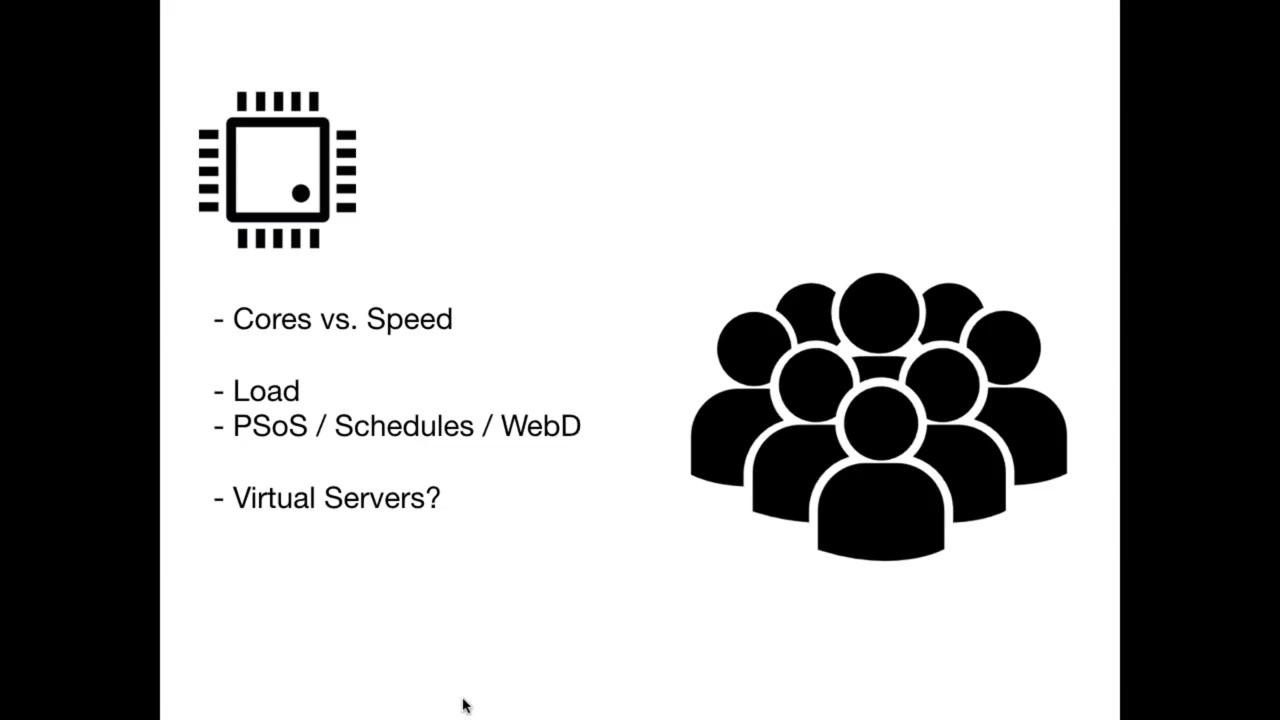 - Cores vs. Speed
- Load
- PSoS / Schedules / WebD
- Virtual Servers?